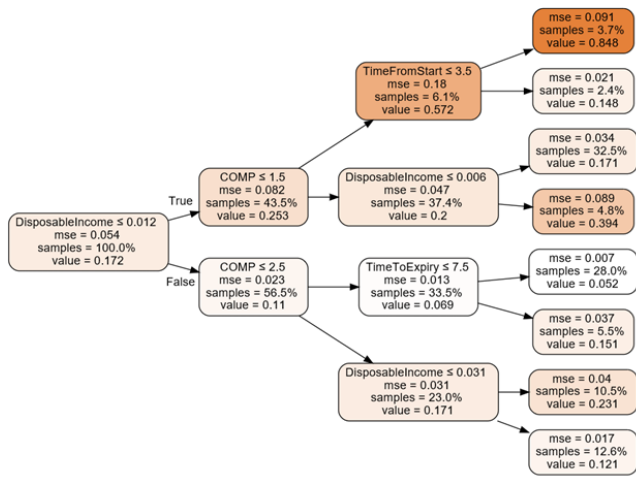 DisposableIncome ≤ 0.012
mse = 0.054
samples = 100.0%
value = 0.172
True
False
COMP ≤ 1.5
mse = 0.082
samples = 43.5%
value = 0.253
COMP ≤ 2.5
mse = 0.023
samples = 56.5%
value = 0.11
TimeFromStart ≤ 3.5
mse = 0.18
samples = 6.1%
value = 0.572
DisposableIncome ≤ 0.006
mse = 0.047
samples = 37.4%
value = 0.2
TimeToExpiry ≤ 7.5
mse = 0.013
samples = 33.5%
value = 0.069
DisposableIncome ≤ 0.031
mse = 0.031
samples = 23.0%
value = 0.171
mse = 0.091
samples = 3.7%
value = 0.848
mse = 0.021
samples = 2.4%
value = 0.148
mse = 0.034
samples = 32.5%
value = 0.171
mse = 0.089
samples = 4.8%
value = 0.394
mse = 0.007
samples = 28.0%
value = 0.052
mse = 0.037
samples = 5.5%
value = 0.151
mse = 0.04
samples = 10.5%
value = 0.231
mse = 0.017
samples = 12.6%
value = 0.121